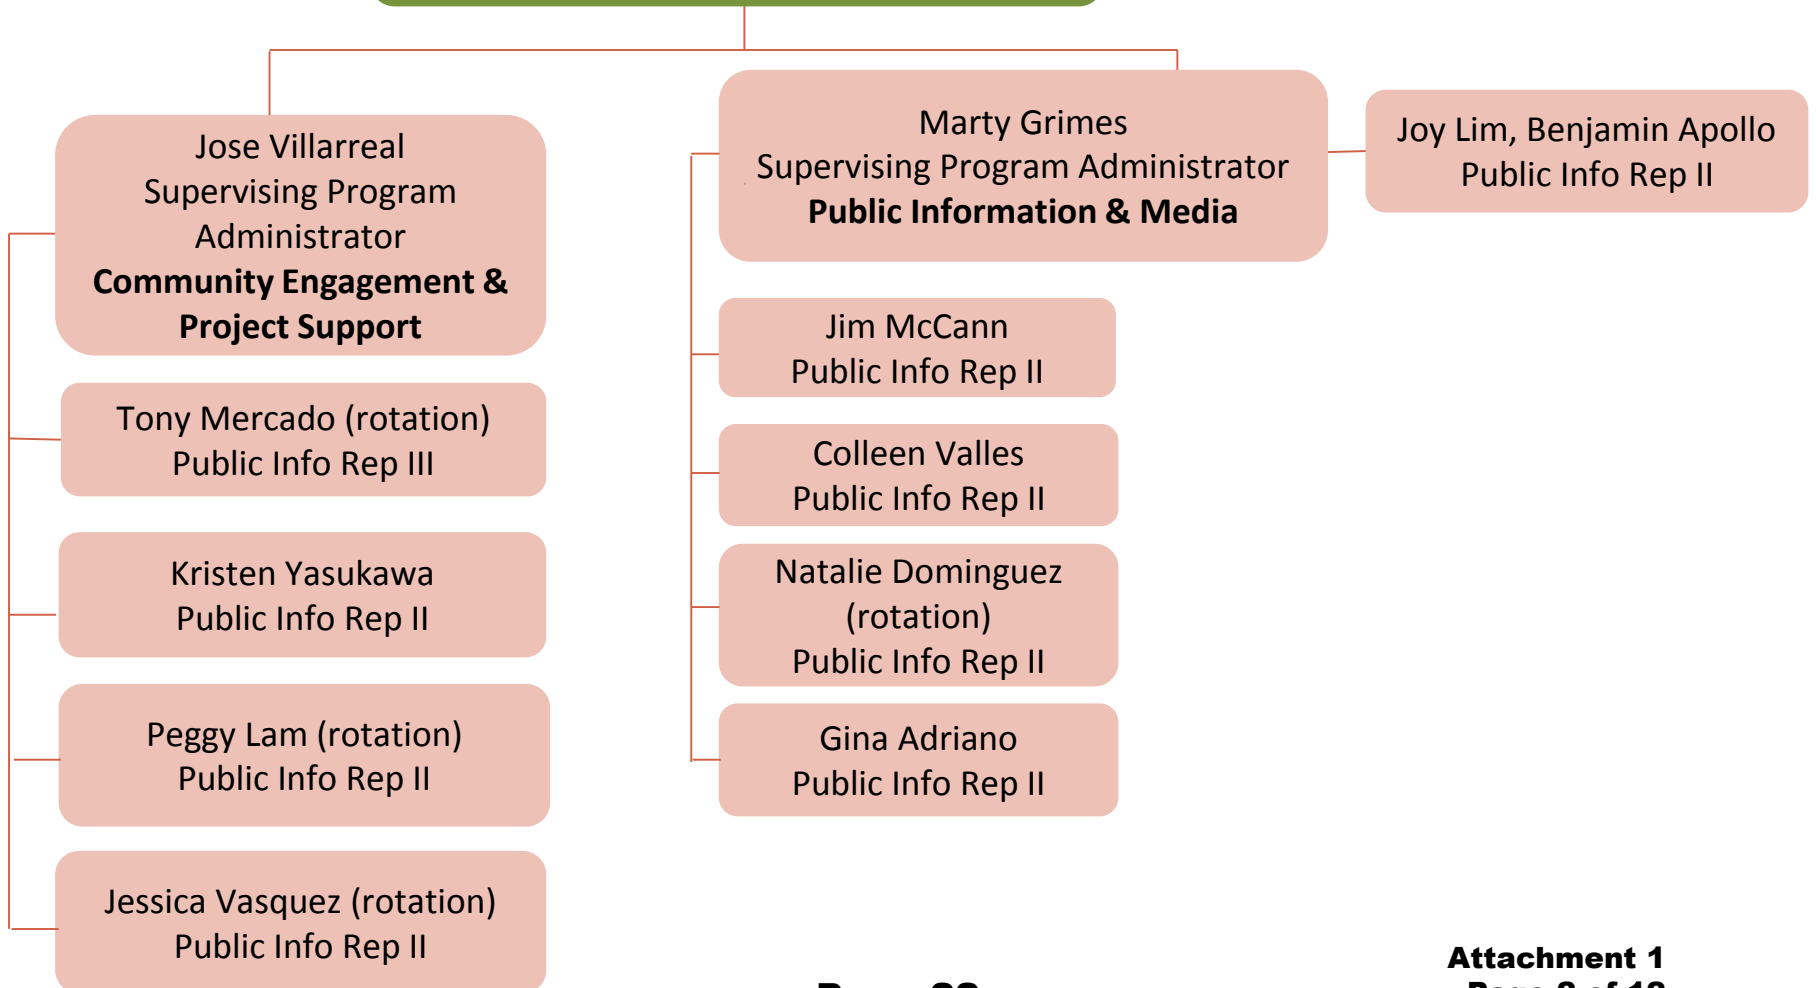 Jose Villarreal
Supervising Program
Administrator
Community Engagement &
Project Support
Tony Mercado (rotation)
Public Info Rep III
Kristen Yasukawa
Public Info Rep II
Peggy Lam (rotation)
Public Info Rep II
Jessica Vasquez (rotation)
Public Info Rep II
Marty Grimes
Supervising Program Administrator
Public Information & Media
Joy Lim, Benjamin Apollo
Public Info Rep II
Jim McCann
Public Info Rep II
Colleen Valles
Public Info Rep II
Natalie Dominguez
(rotation)
Public Info Rep II
Gina Adriano
Public Info Rep II
Attachment 1